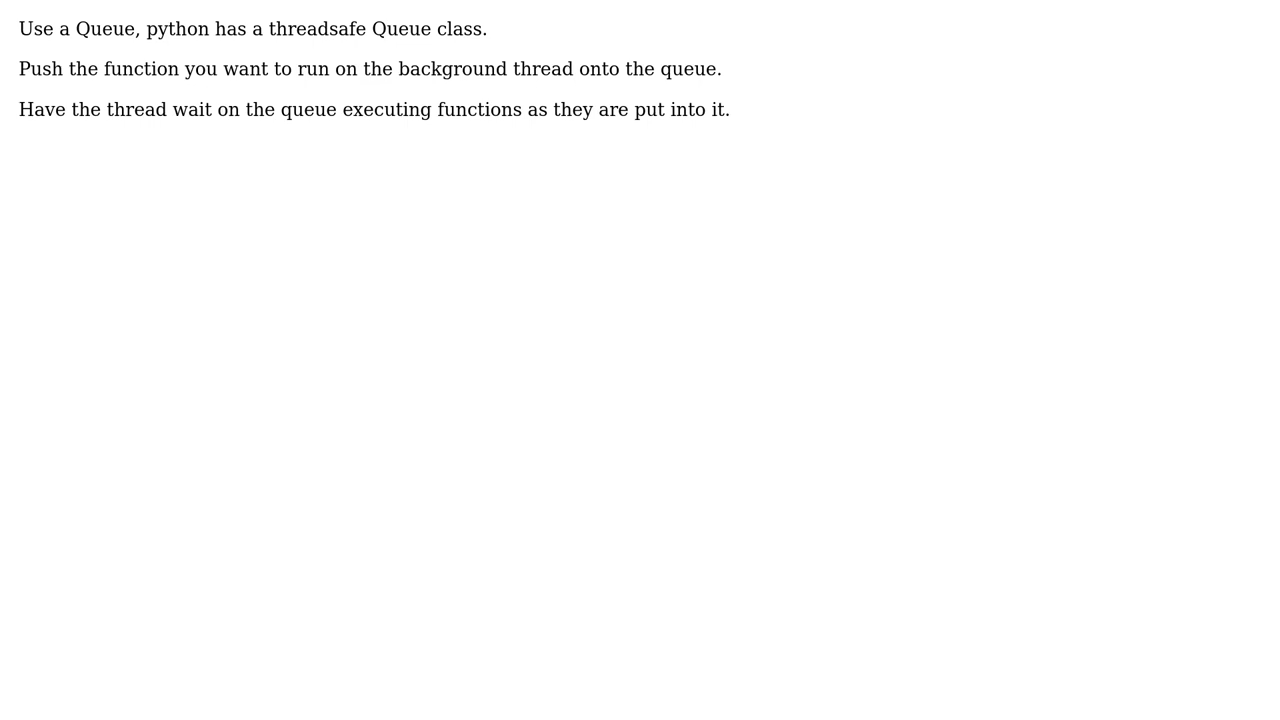 Use a Queue, python has a threadsafe Queue class.
Push the function you want to run on the background thread onto the queue.
Have the thread wait on the queue executing functions as they are put into it.